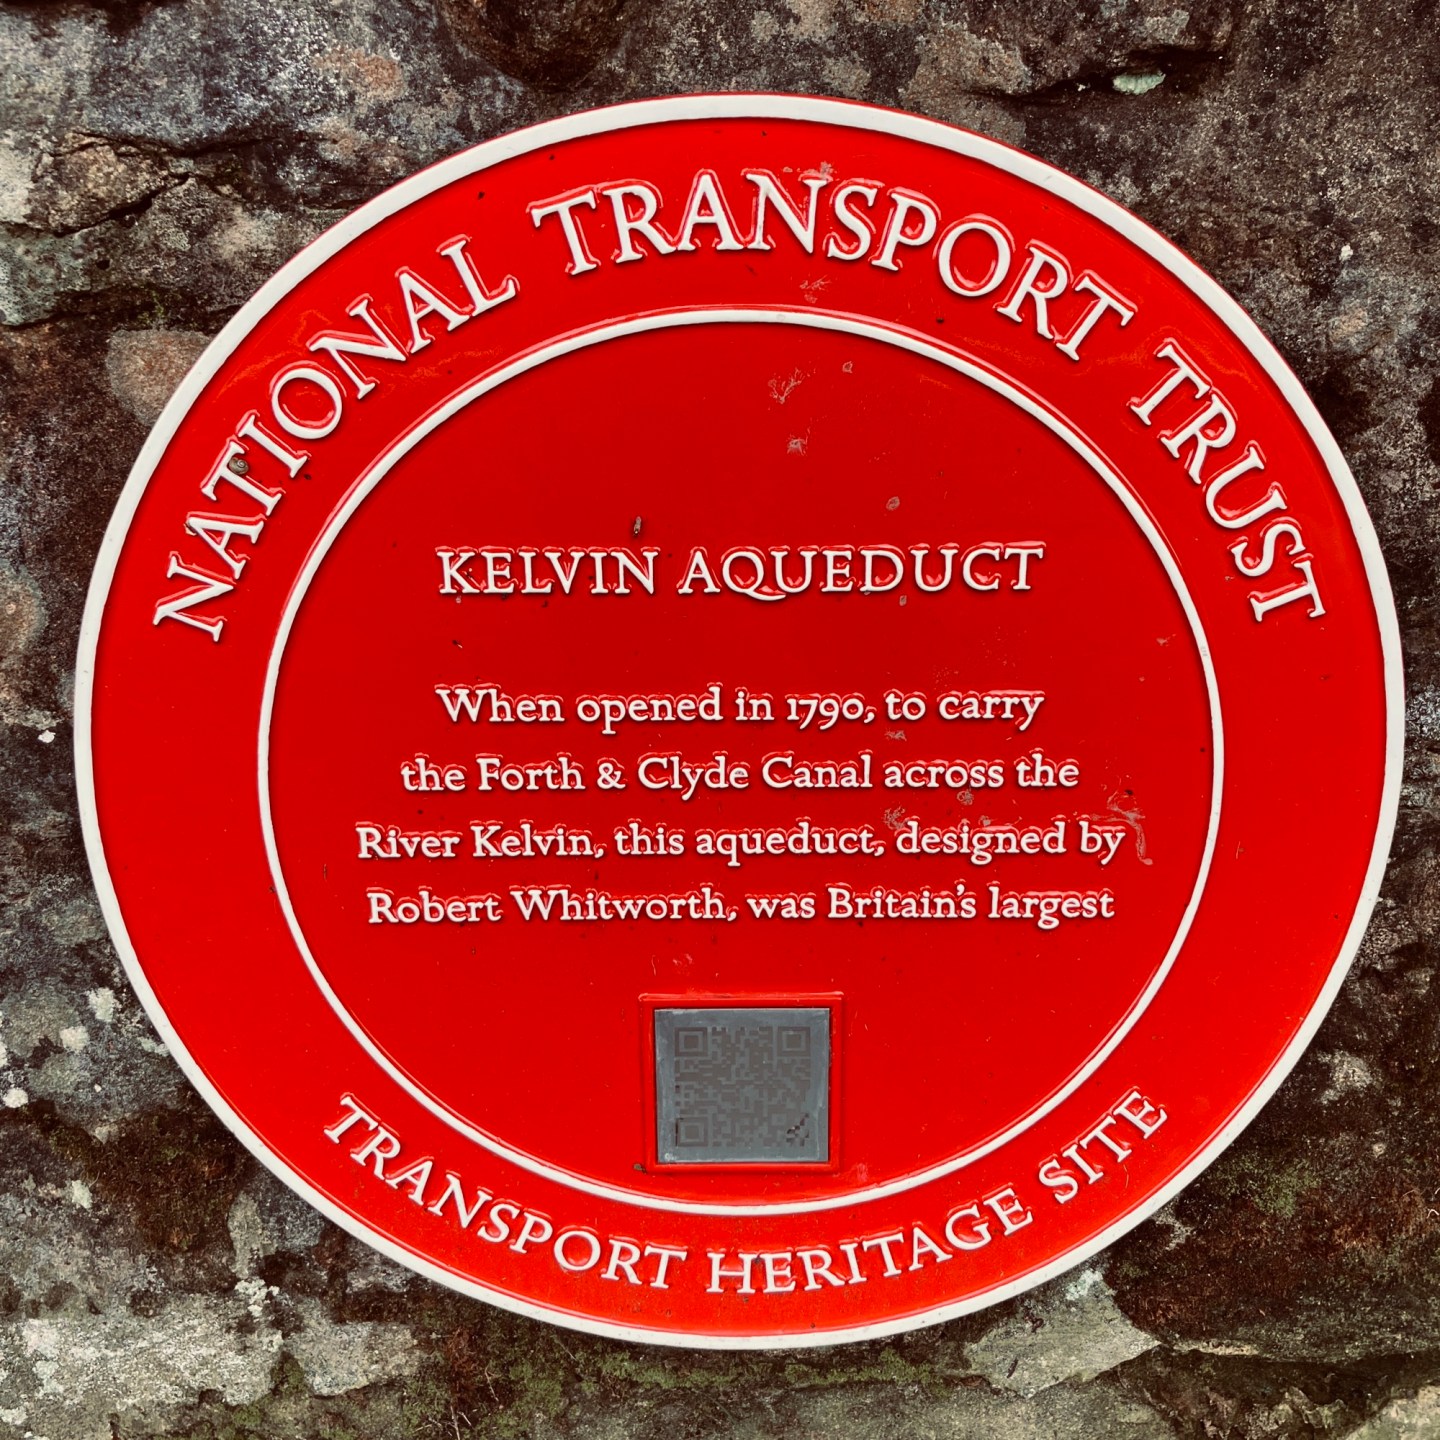 NATIONAL TRANSPORT TRUST
KELVIN AQUEDUCT
When opened in 1790, to carry
the Forth & Clyde Canal across the
River Kelvin, this aqueduct, designed by
Robert Whitworth, was Britain's largest
TRANSPORT HERITAGE SITE